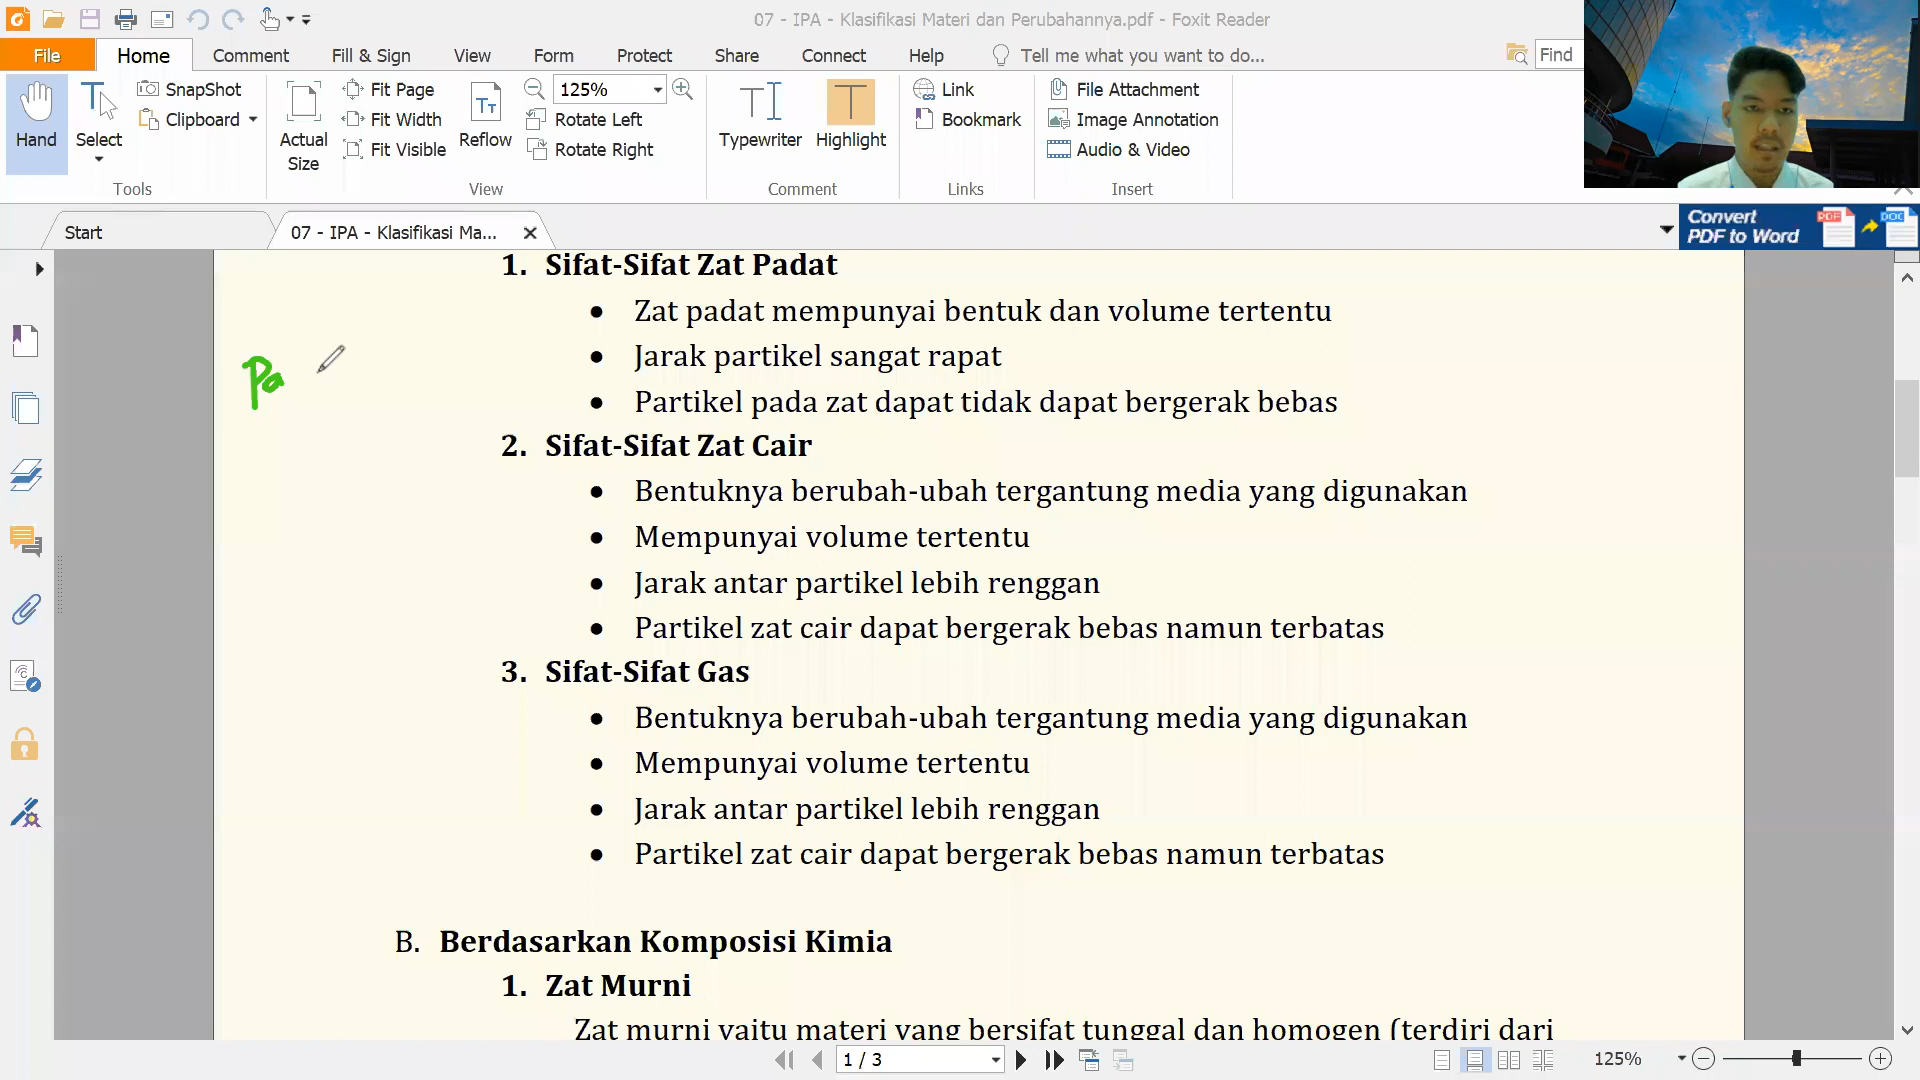 07 - IPA - Klasifikasi Materi dan Perubahannya.pdf - Foxit Reader
File Home Comment Fill & Sign View Form Protect Share Connect Help Tell me what you want to do... Find
Hand
Select
SnapShot
Clipboard
Tools
Actual Size
Fit Page
Fit Width
Fit Visible
Reflow
125%
Rotate Left
Rotate Right
View
Typewriter
Highlight
Comment
Link
Bookmark
Links
File Attachment
Image Annotation
Audio & Video
Insert
Start
07 - IPA - Klasifikasi Ma...
Convert
PDF to Word
PDF
DOC
1. Sifat-Sifat Zat Padat
• Zat padat mempunyai bentuk dan volume tertentu
• Jarak partikel sangat rapat
• Partikel pada zat dapat tidak dapat bergerak bebas
Pa
2. Sifat-Sifat Zat Cair
• Bentuknya berubah-ubah tergantung media yang digunakan
• Mempunyai volume tertentu
• Jarak antar partikel lebih renggan
• Partikel zat cair dapat bergerak bebas namun terbatas
3. Sifat-Sifat Gas
• Bentuknya berubah-ubah tergantung media yang digunakan
• Mempunyai volume tertentu
• Jarak antar partikel lebih renggan
• Partikel zat cair dapat bergerak bebas namun terbatas
B. Berdasarkan Komposisi Kimia
1. Zat Murni
Zat murni yaitu materi yang bersifat tunggal dan homogen (terdiri dari
1 / 3
125%